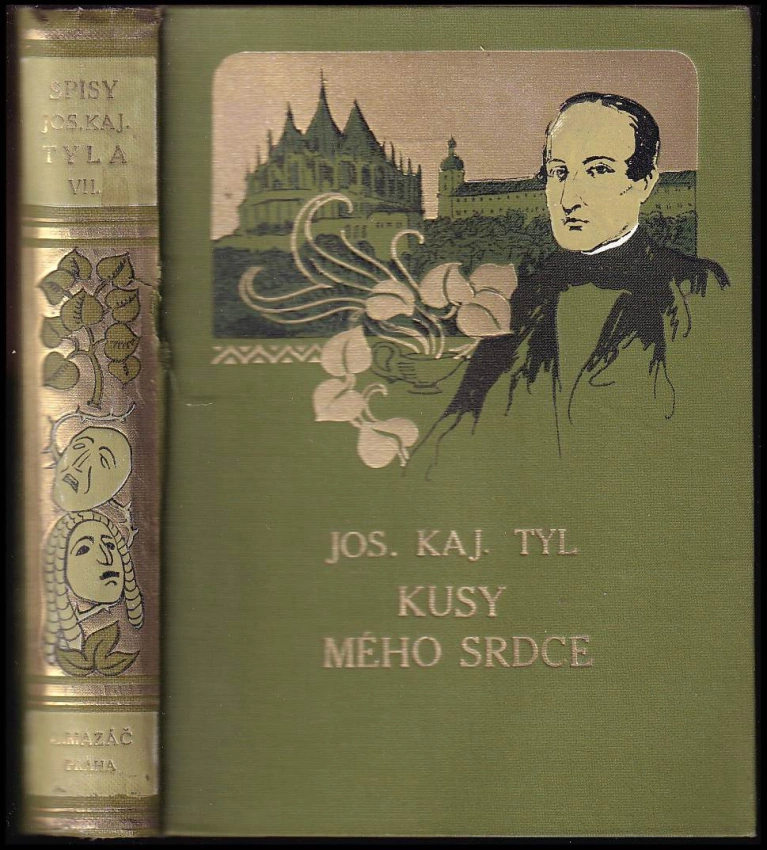 SPISY
JOS. KAJ.
TYLA
VII.
MAZÁČ
PRAHA
JOS. KAJ. TYL
KUSY
MÉHO SRDCE